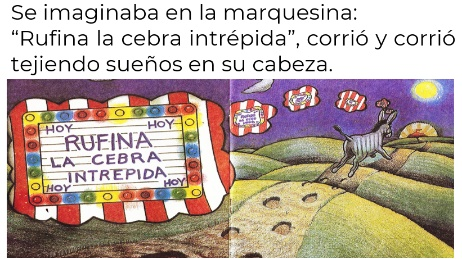 Se imaginaba en la marquesina:
“Rufina la cebra intrépida”, corrió y corrió
tejiendo sueños en su cabeza.
HOY HOY
RUFINA
LA CEBRA
INTREPIDA
HOY HOY